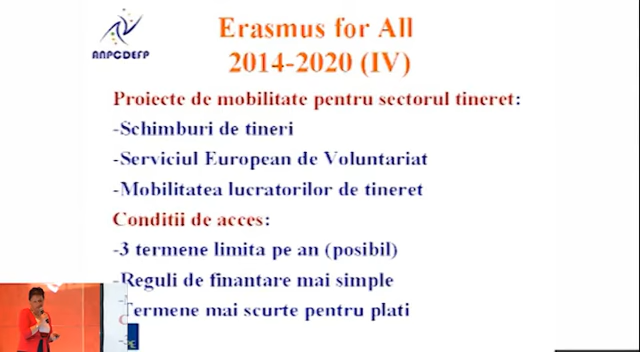 Erasmus for All
ANPCDEFP
2014-2020 (IV)
Proiecte de mobilitate pentru sectorul tineret:
-Schimburi de tineri
-Serviciul European de Voluntariat
-Mobilitatea lucratorilor de tineret
Conditii de acces:
-3 termene limita pe an (posibil)
-Reguli de finantare mai simple
Termene mai scurte pentru plati